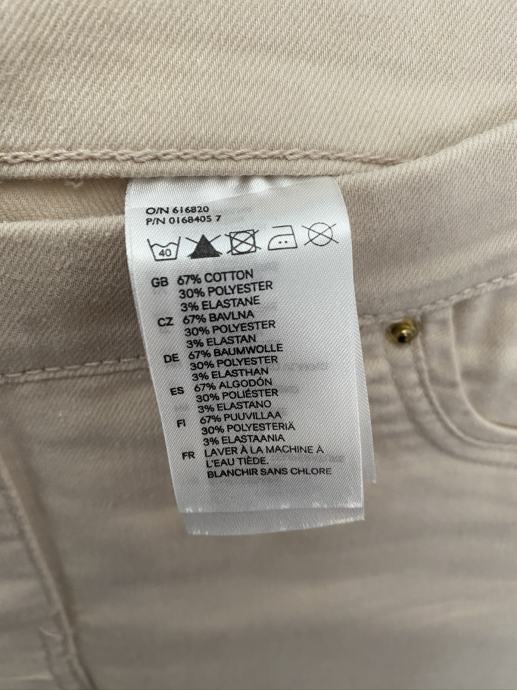 O/N 616820
P/N 0168405 7
40
GB 67% COTTON
30% POLYESTER
3% ELASTANE
CZ 67% BAVLNA
30% POLYESTER
3% ELASTAN
DE 67% BAUMWOLLE
30% POLYESTER
3% ELASTHAN
ES 67% ALGODÓN
30% POLIÉSTER
3% ELASTANO
FI 67% PUUVILLAA
30% POLYESTERIÄ
3% ELASTAANIA
FR LAVER À LA MACHINE À
L'EAU TIÈDE.
BLANCHIR SANS CHLORE